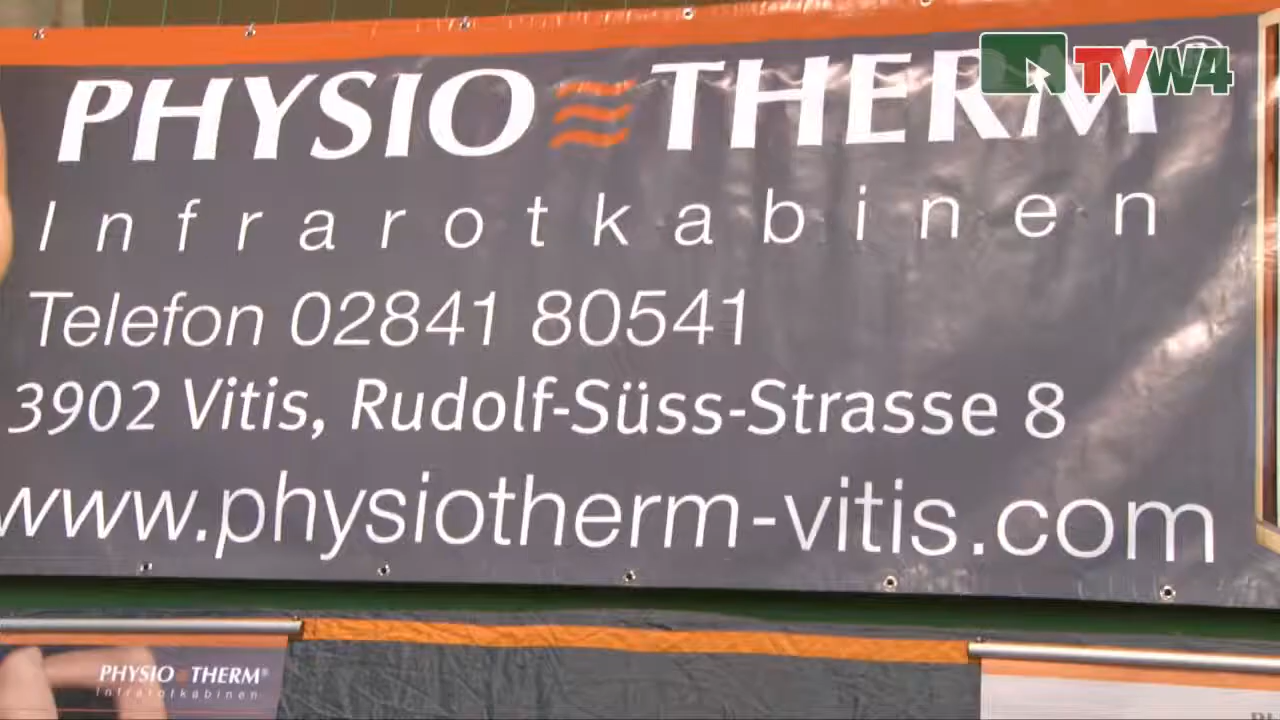 PHYSIO THERM®
TVW4
Infrarotkabinen
Telefon 02841 80541
3902 Vitis, Rudolf-Süss-Strasse 8
www.physiotherm-vitis.com
PHYSIO THERM®
Infrarotkabinen